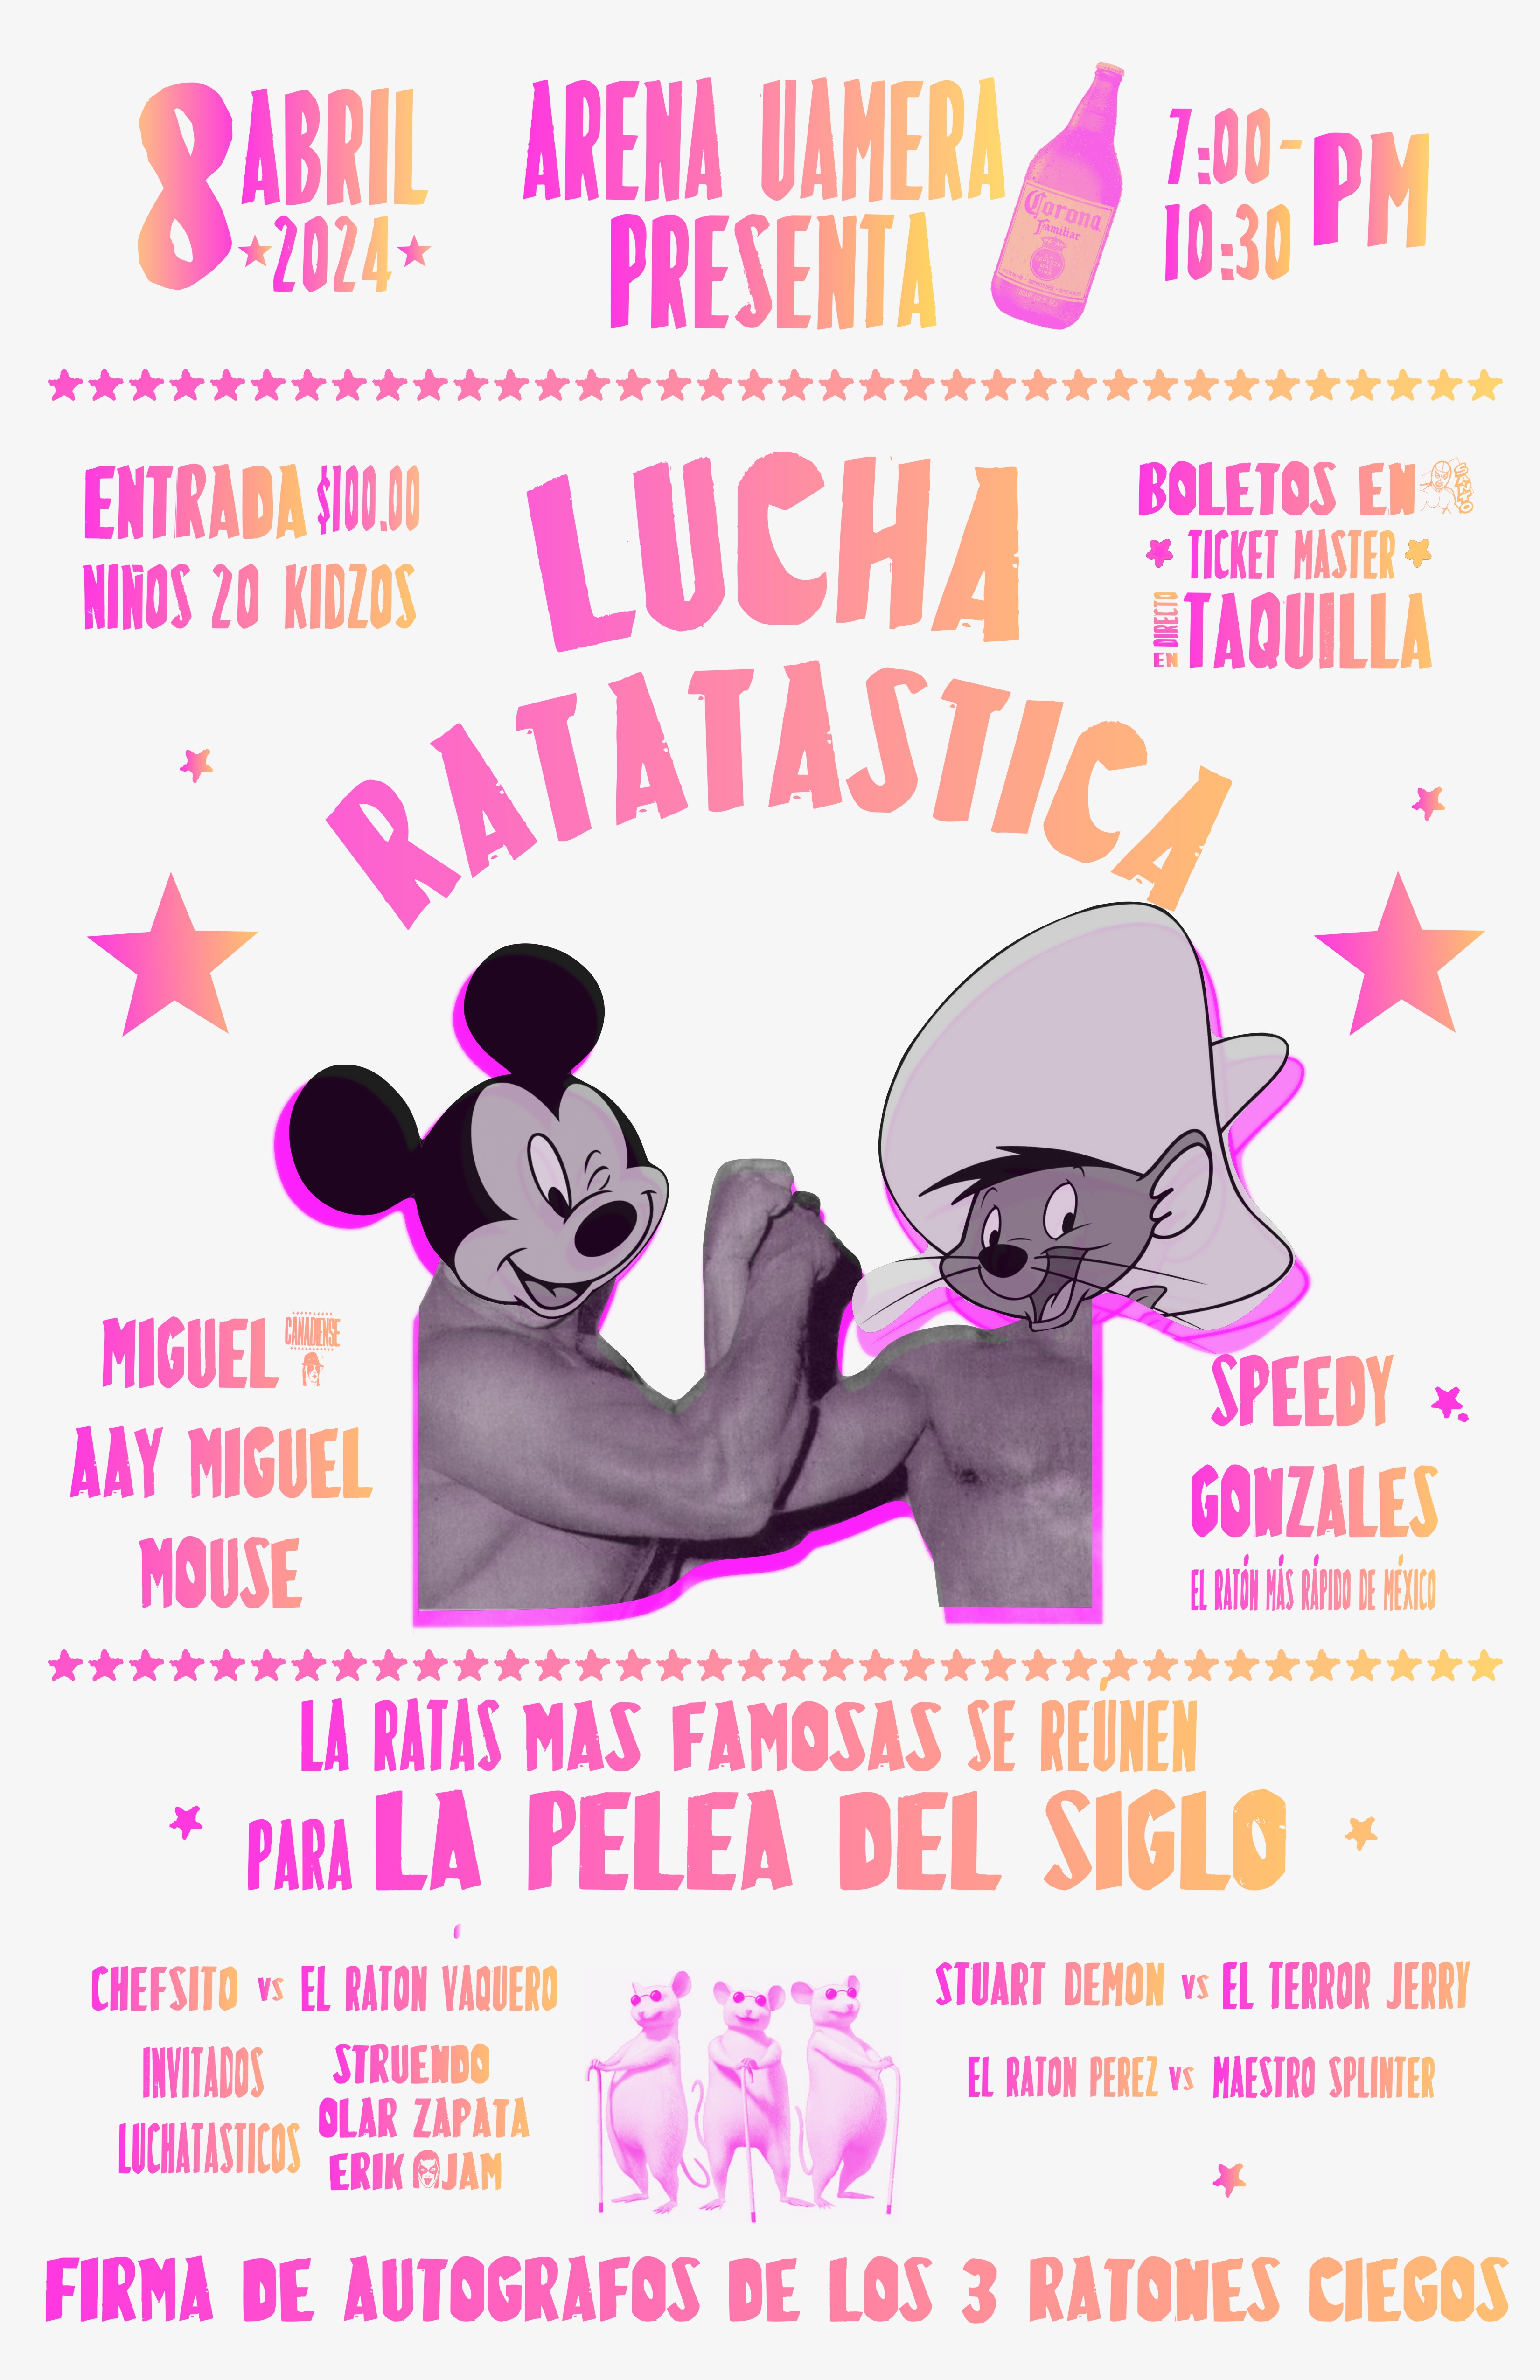 8 ABRIL
★2024★
ARENA UAMERA
PRESENTA
Corona
Familiar
7:00-
10:30 PM
ENTRADA $100.00
NIÑOS 20 KIDZOS
LUCHA
RATATASTICA
BOLETOS EN
SANTO
TICKET MASTER
EN DIRECTO TAQUILLA
MIGUEL
CANADIENSE
AAY MIGUEL
MOUSE
SPEEDY
GONZALES
EL RATÓN MÁS RÁPIDO DE MÉXICO
LA RATAS MAS FAMOSAS SE REÚNEN
PARA LA PELEA DEL SIGLO
CHEFSITO VS EL RATON VAQUERO
INVITADOS
LUCHATASTICOS
STRUENDO
OLAR ZAPATA
ERIK JAM
STUART DEMON VS EL TERROR JERRY
EL RATON PEREZ VS MAESTRO SPLINTER
FIRMA DE AUTOGRAFOS DE LOS 3 RATONES CIEGOS